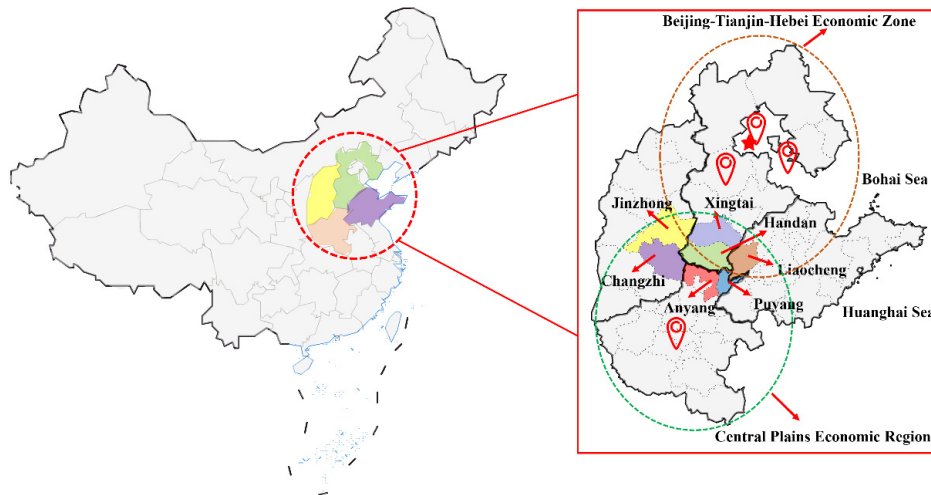 Beijing-Tianjin-Hebei Economic Zone
Bohai Sea
Jinzhong
Xingtai
Handan
Liaocheng
Changzhi
Anyang
Puyang
Huanghai Sea
Central Plains Economic Region